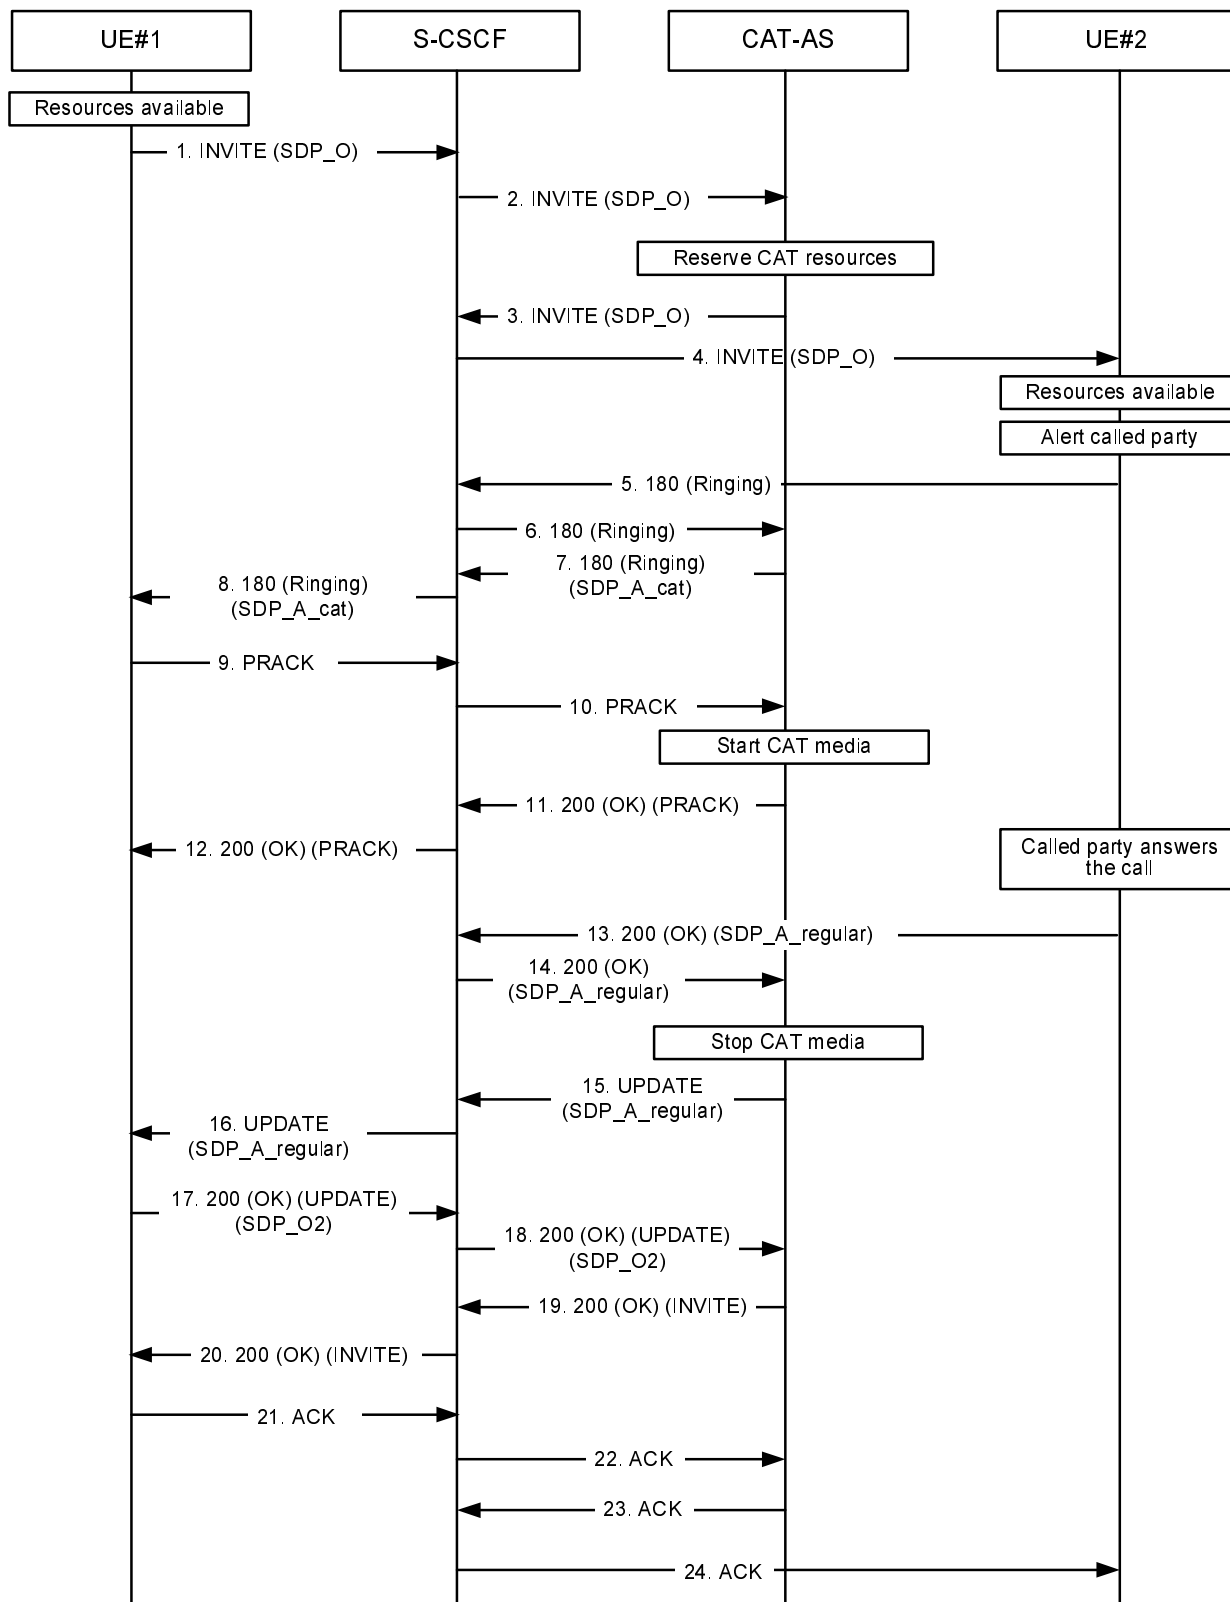 UE#1
S-CSCF
CAT-AS
UE#2
Resources available
1. INVITE (SDP_O)
2. INVITE (SDP_O)
Reserve CAT resources
3. INVITE (SDP_O)
4. INVITE (SDP_O)
Resources available
Alert called party
5. 180 (Ringing)
6. 180 (Ringing)
7. 180 (Ringing)
(SDP_A_cat)
8. 180 (Ringing)
(SDP_A_cat)
9. PRACK
10. PRACK
Start CAT media
11. 200 (OK) (PRACK)
12. 200 (OK) (PRACK)
Called party answers
the call
13. 200 (OK) (SDP_A_regular)
14. 200 (OK)
(SDP_A_regular)
Stop CAT media
15. UPDATE
(SDP_A_regular)
16. UPDATE
(SDP_A_regular)
17. 200 (OK) (UPDATE)
(SDP_O2)
18. 200 (OK) (UPDATE)
(SDP_O2)
19. 200 (OK) (INVITE)
20. 200 (OK) (INVITE)
21. ACK
22. ACK
23. ACK
24. ACK